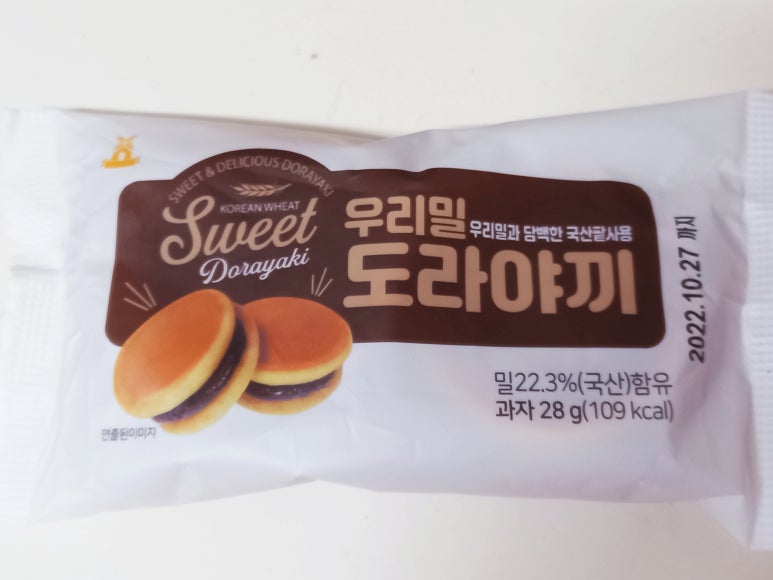 SWEET & DELICIOUS DORAYAKI
KOREAN WHEAT
Sweet
Dorayaki
우리밀
우리밀과 담백한 국산팥사용
도라야끼
2022.10.27 까지
밀22.3%(국산)함유
과자 28 g(109 kcal)
연출된이미지